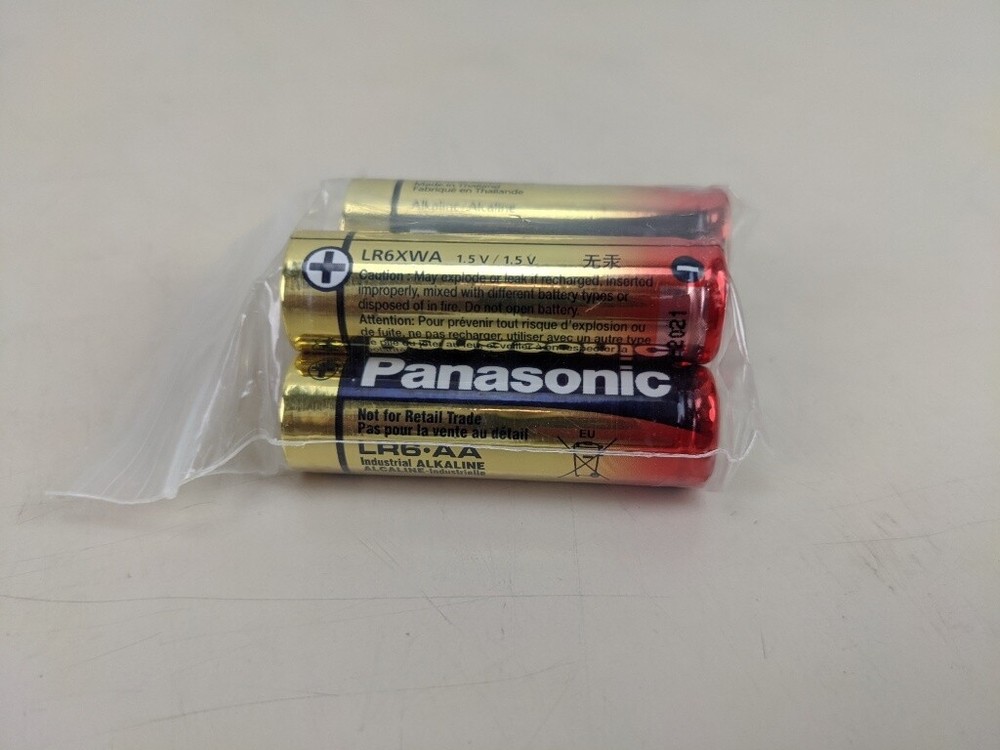 Made in Thailand
Fabriqué en Thaïlande
Alkaline/Alcaline
LR6XWA 1.5 V / 1.5 V 无汞
Caution: May explode or leak if recharged, inserted
improperly, mixed with different battery types or
disposed of in fire. Do not open battery.
Attention: Pour prévenir tout risque d'explosion ou
de fuite, ne pas recharger, utiliser avec un autre type
2021
Panasonic
Not for Retail Trade
Pas pour la vente au détail
EU
LR6•AA
Industrial ALKALINE
ALCALINE-Industrielle